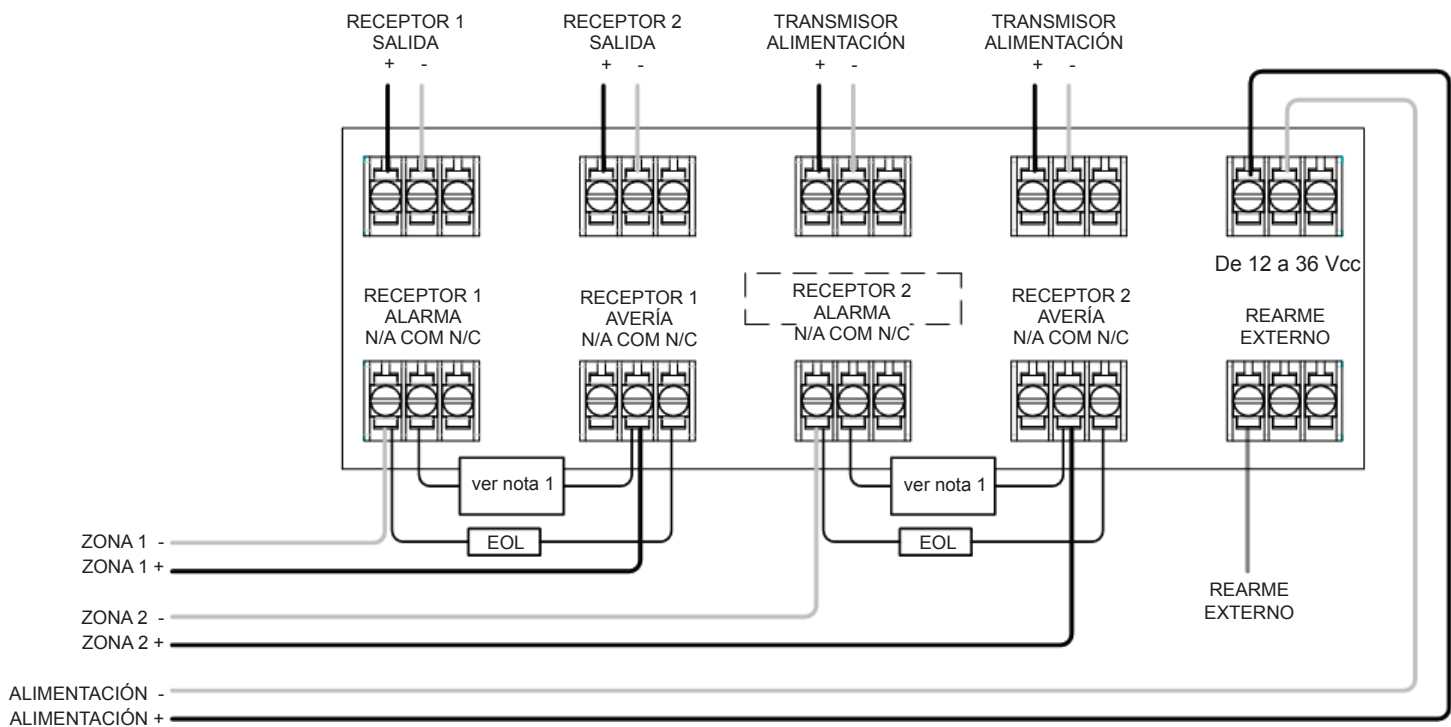 RECEPTOR 1
SALIDA
+ -
RECEPTOR 2
SALIDA
+ -
TRANSMISOR
ALIMENTACIÓN
+ -
TRANSMISOR
ALIMENTACIÓN
+ -
De 12 a 36 Vcc
RECEPTOR 1
ALARMA
N/A COM N/C
RECEPTOR 1
AVERÍA
N/A COM N/C
RECEPTOR 2
ALARMA
N/A COM N/C
RECEPTOR 2
AVERÍA
N/A COM N/C
REARME
EXTERNO
ver nota 1
ver nota 1
EOL
EOL
ZONA 1 -
ZONA 1 +
REARME
EXTERNO
ZONA 2 -
ZONA 2 +
ALIMENTACIÓN -
ALIMENTACIÓN +